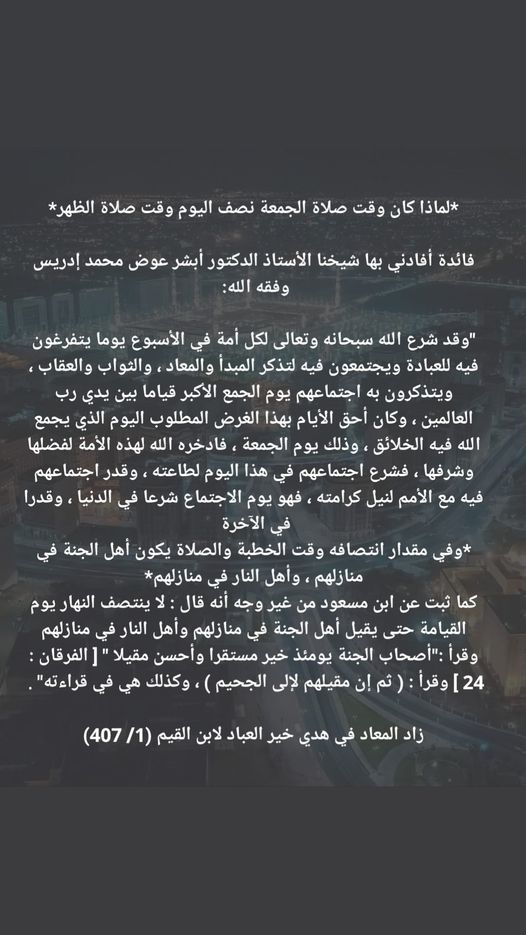 *لماذا كان وقت صلاة الجمعة نصف اليوم وقت صلاة الظهر*
فائدة أفادني بها شيخنا الأستاذ الدكتور أبشر عوض محمد إدريس
وفقه الله:
"وقد شرع الله سبحانه وتعالى لكل أمة في الأسبوع يوما يتفرغون
فيه للعبادة ويجتمعون فيه لتذكر المبدأ والمعاد ، والثواب والعقاب ،
ويتذكرون به اجتماعهم يوم الجمع الأكبر قياما بين يدي رب
العالمين ، وكان أحق الأيام بهذا الغرض المطلوب اليوم الذي يجمع
الله فيه الخلائق ، وذلك يوم الجمعة ، فادخره الله لهذه الأمة لفضلها
وشرفها ، فشرع اجتماعهم في هذا اليوم لطاعته ، وقدر اجتماعهم
فيه مع الأمم لنيل كرامته ، فهو يوم الاجتماع شرعا في الدنيا ، وقدرا
في الآخرة
*وفي مقدار انتصافه وقت الخطبة والصلاة يكون أهل الجنة في
منازلهم ، وأهل النار في منازلهم*
كما ثبت عن ابن مسعود من غير وجه أنه قال : لا ينتصف النهار يوم
القيامة حتى يقيل أهل الجنة في منازلهم وأهل النار في منازلهم
وقرأ :"أصحاب الجنة يومئذ خير مستقرا وأحسن مقيلا " [ الفرقان :
24 ] وقرأ : ( ثم إن مقيلهم لإلى الجحيم ) ، وكذلك هي في قراءته" .
زاد المعاد في هدي خير العباد لابن القيم (1/ 407)